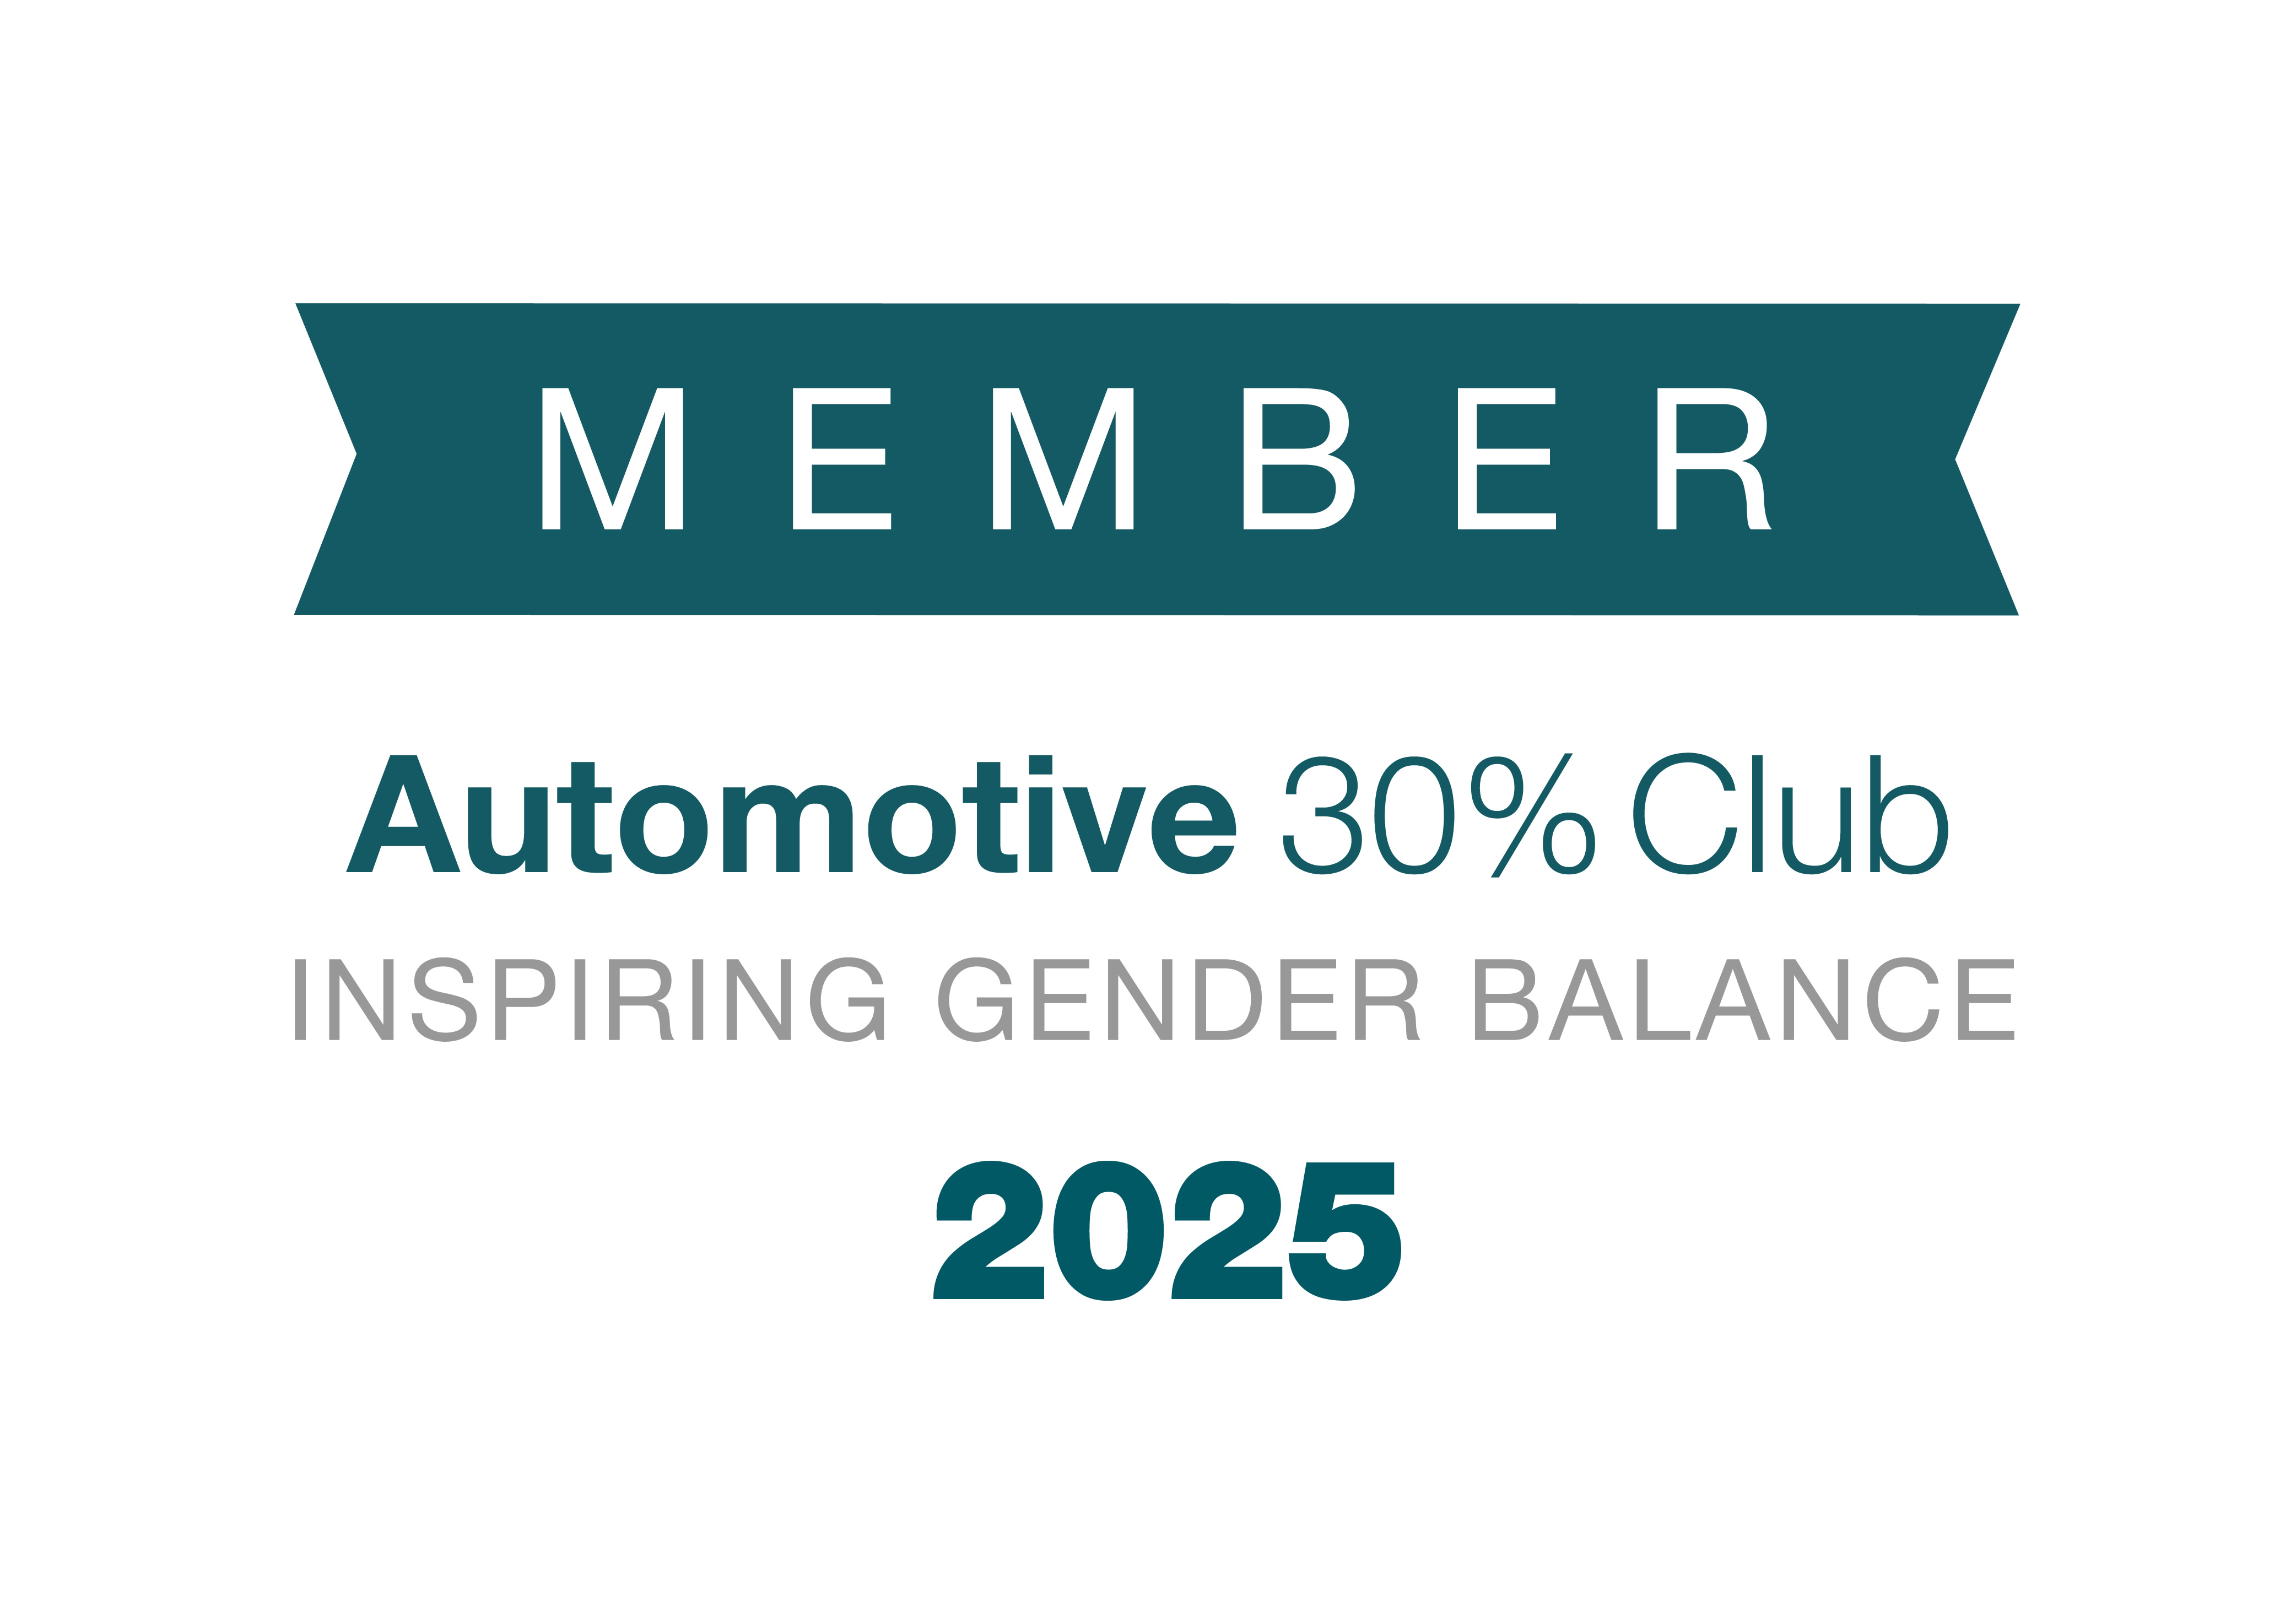 MEMBER
Automotive 30% Club
INSPIRING GENDER BALANCE
2025